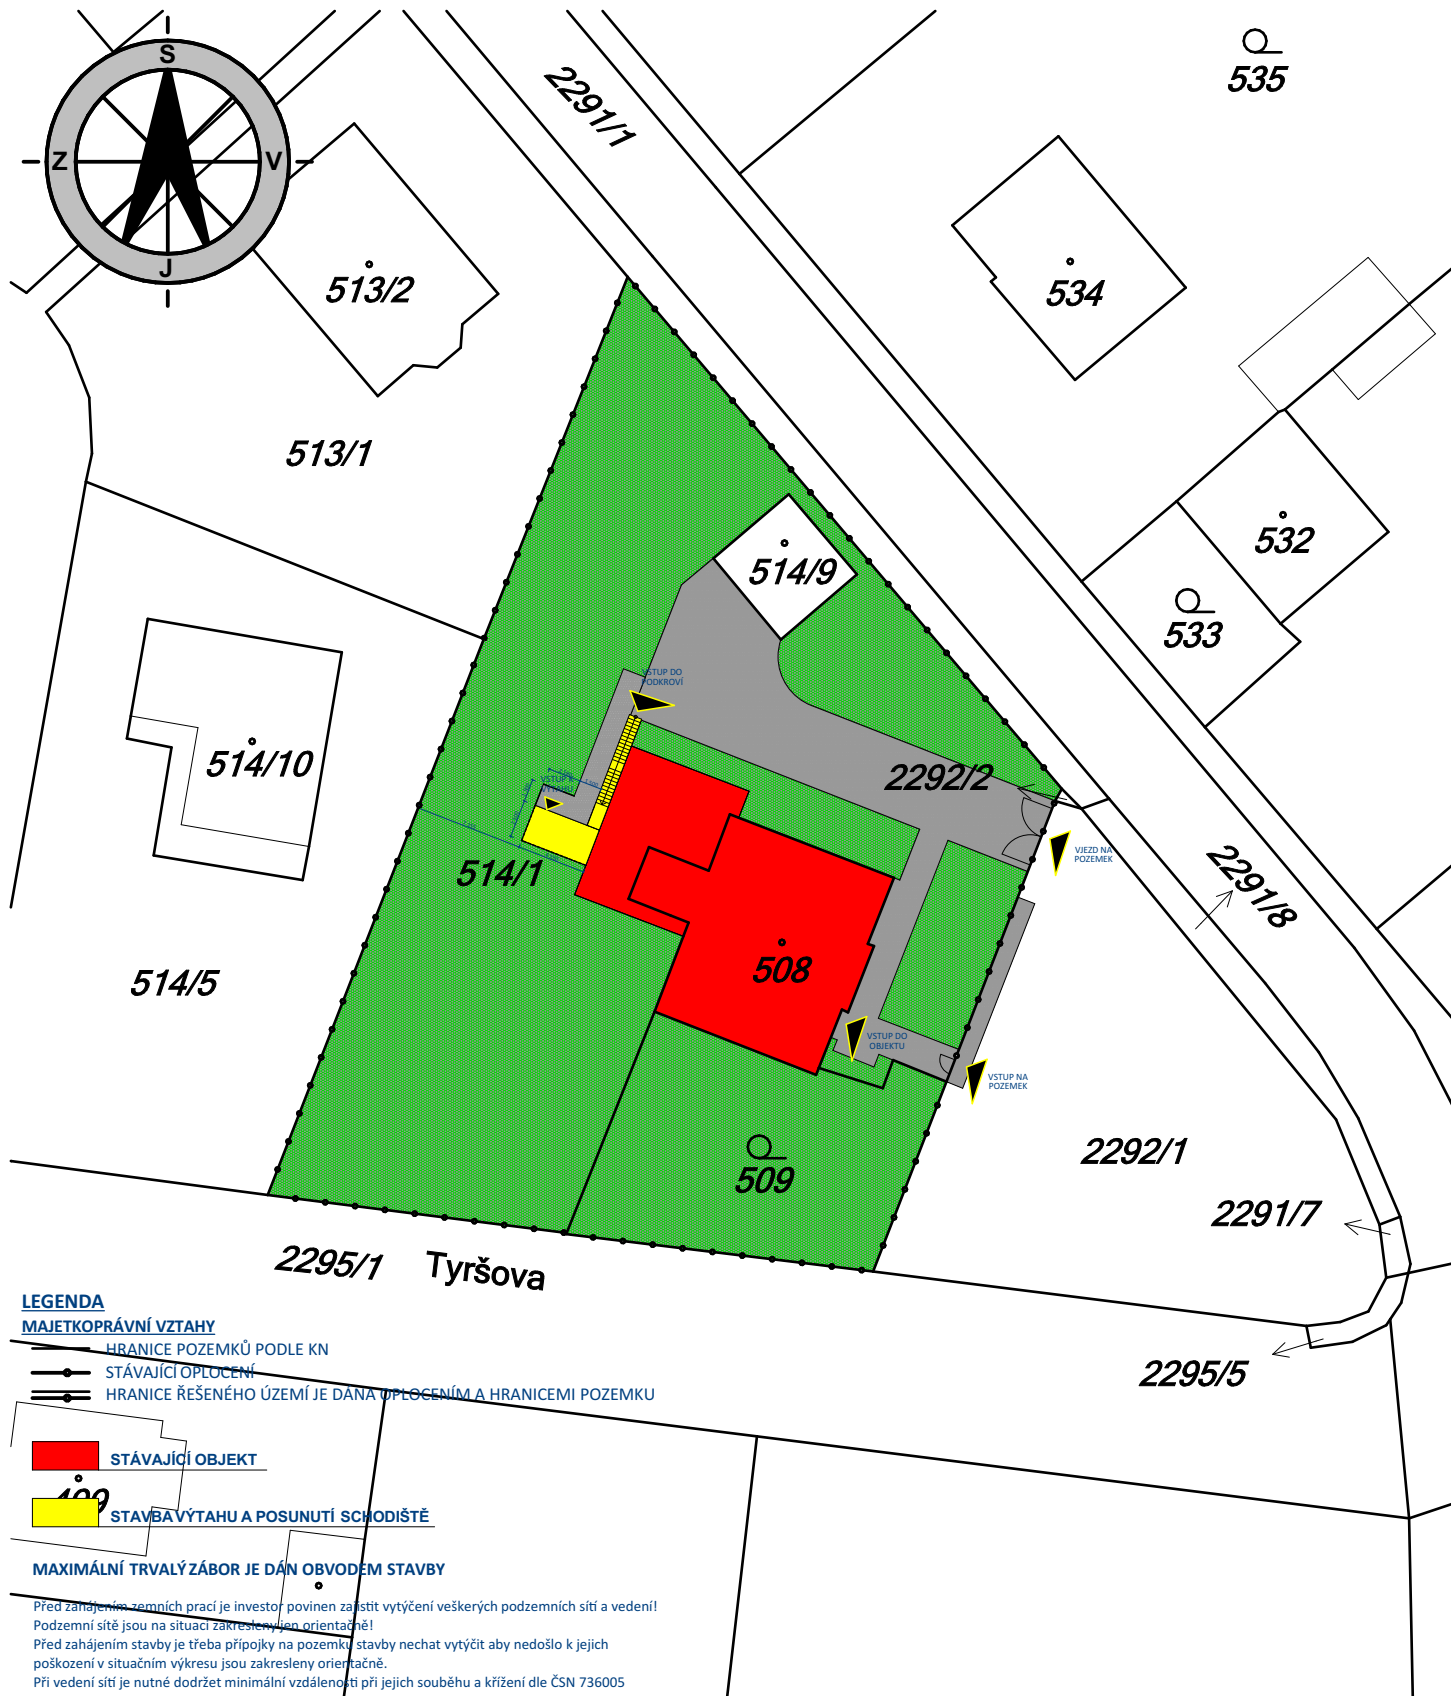 S
Z
V
J
2291/1
535
513/2
534
513/1
532
514/9
533
VSTUP DO
PODKROVÍ
514/10
VSTUP K
VÝTAHU
2292/2
VJEZD NA
POZEMEK
514/1
2291/8
508
514/5
VSTUP DO
OBJEKTU
VSTUP NA
POZEMEK
2292/1
509
2291/7
2295/1 Tyršova
2295/5
LEGENDA
MAJETKOPRÁVNÍ VZTAHY
HRANICE POZEMKŮ PODLE KN
STÁVAJÍCÍ OPLOCENÍ
HRANICE ŘEŠENÉHO ÚZEMÍ JE DÁNA OPLOCENÍM A HRANICEMI POZEMKU
STÁVAJÍCÍ OBJEKT
STAVBA VÝTAHU A POSUNUTÍ SCHODIŠTĚ
MAXIMÁLNÍ TRVALÝ ZÁBOR JE DÁN OBVODEM STAVBY
Před zahájením zemních prací je investor povinen zajistit vytýčení veškerých podzemních sítí a vedení!
Podzemní sítě jsou na situaci zakresleny jen orientačně!
Před zahájením stavby je třeba přípojky na pozemku stavby nechat vytýčit aby nedošlo k jejich
poškození v situačním výkresu jsou zakresleny orientačně.
Při vedení sítí je nutné dodržet minimální vzdálenosti při jejich souběhu a křížení dle ČSN 736005